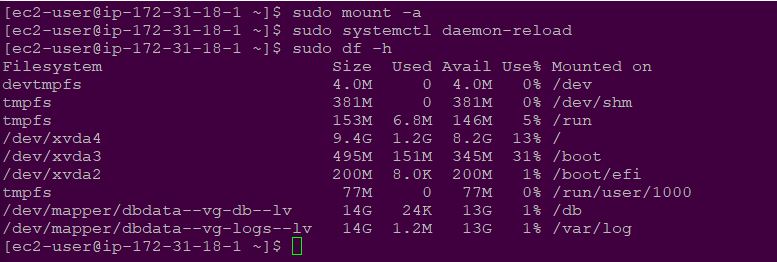 [ec2-user@ip-172-31-18-1 ~]$ sudo mount -a
[ec2-user@ip-172-31-18-1 ~]$ sudo systemctl daemon-reload
[ec2-user@ip-172-31-18-1 ~]$ sudo df -h
Filesystem                      Size  Used Avail Use% Mounted on
devtmpfs                        4.0M     0  4.0M   0% /dev
tmpfs                           381M     0  381M   0% /dev/shm
tmpfs                           153M  6.8M  146M   5% /run
/dev/xvda4                      9.4G  1.2G  8.2G  13% /
/dev/xvda3                      495M  151M  345M  31% /boot
/dev/xvda2                      200M  8.0K  200M   1% /boot/efi
tmpfs                            77M     0   77M   0% /run/user/1000
/dev/mapper/dbdata--vg-db--lv    14G   24K   13G   1% /db
/dev/mapper/dbdata--vg-logs--lv  14G  1.2M   13G   1% /var/log
[ec2-user@ip-172-31-18-1 ~]$